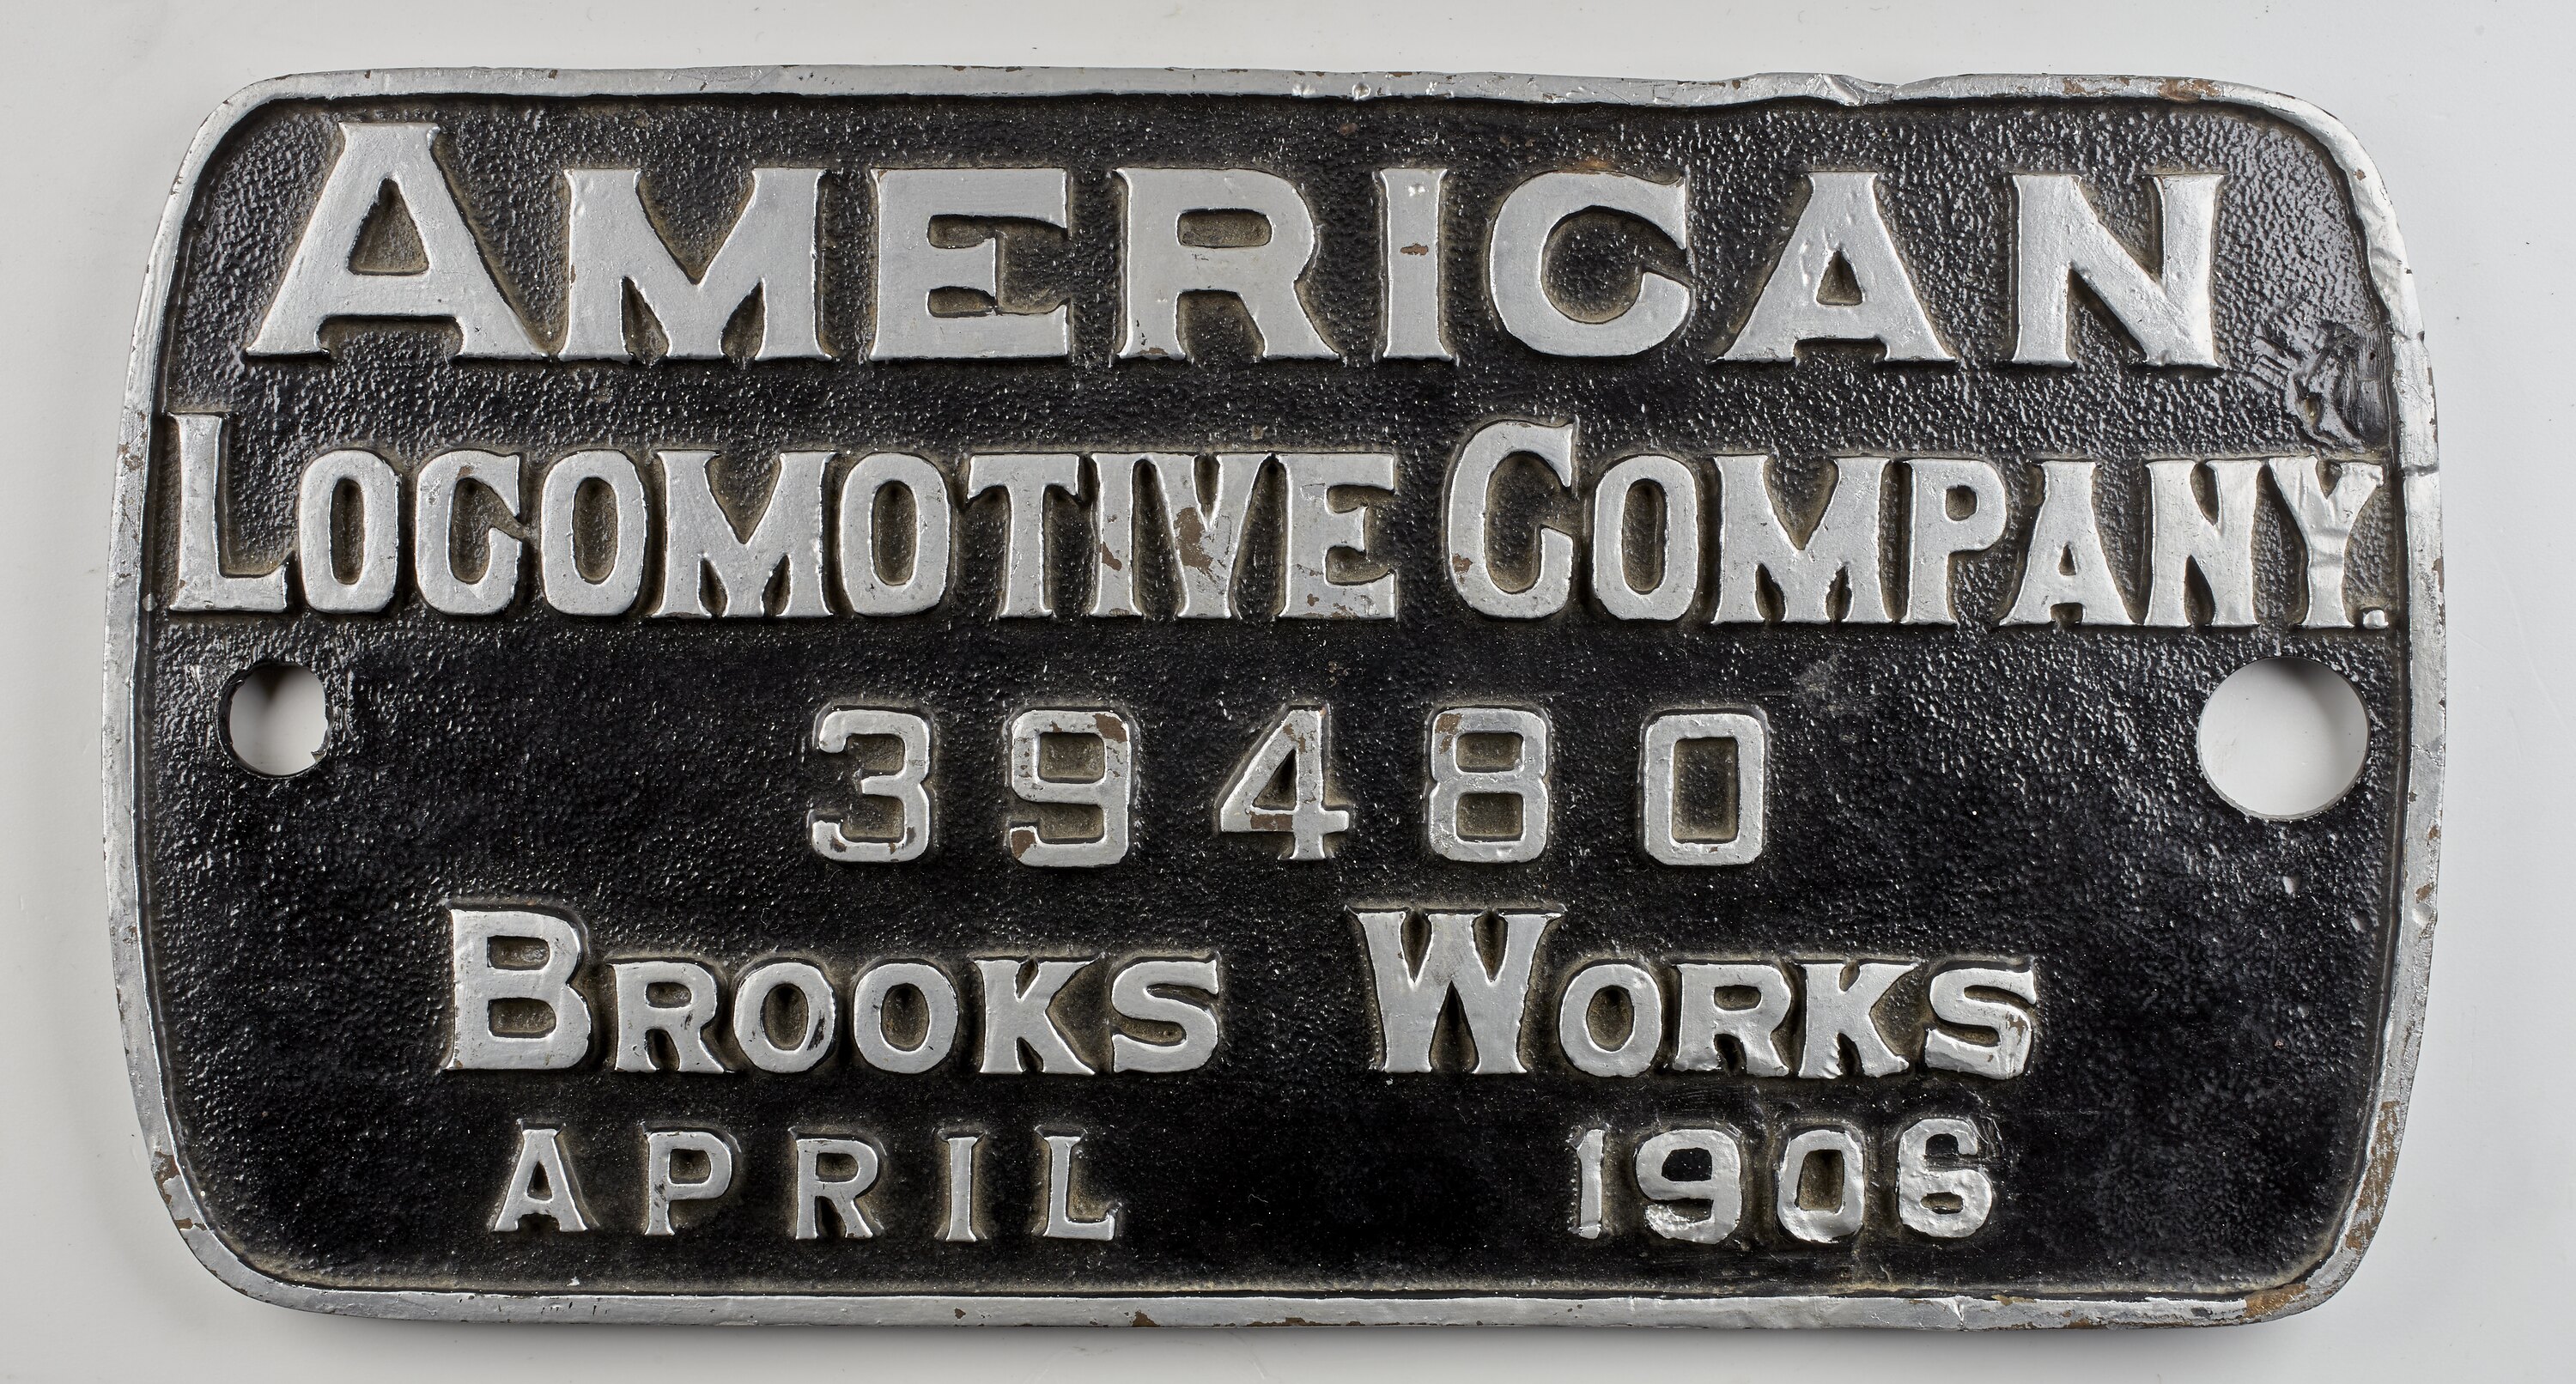 AMERICAN
LOCOMOTIVE COMPANY.
39480
BROOKS WORKS
APRIL 1906